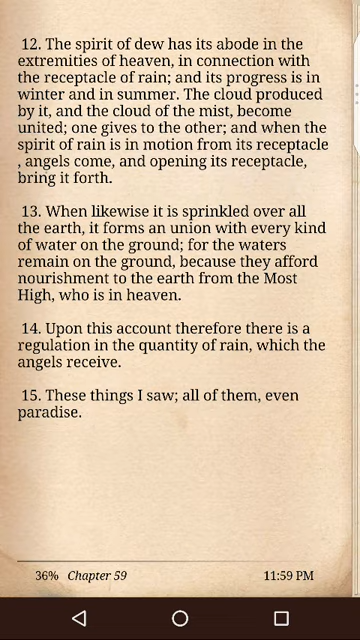 12. The spirit of dew has its abode in the
extremities of heaven, in connection with
the receptacle of rain; and its progress is in
winter and in summer. The cloud produced
by it, and the cloud of the mist, become
united; one gives to the other; and when the
spirit of rain is in motion from its receptacle
, angels come, and opening its receptacle,
bring it forth.
13. When likewise it is sprinkled over all
the earth, it forms an union with every kind
of water on the ground; for the waters
remain on the ground, because they afford
nourishment to the earth from the Most
High, who is in heaven.
14. Upon this account therefore there is a
regulation in the quantity of rain, which the
angels receive.
15. These things I saw; all of them, even
paradise.
36% Chapter 59 11:59 PM